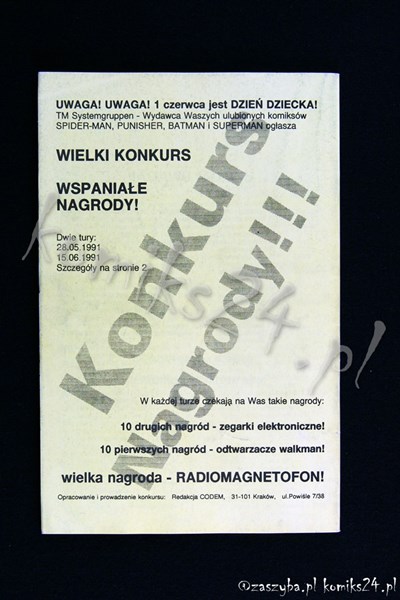 UWAGA! UWAGA! 1 czerwca jest DZIEŃ DZIECKA!
TM Systemgruppen - Wydawca Waszych ulubionych komiksów
SPIDER-MAN, PUNISHER, BATMAN i SUPERMAN ogłasza
WIELKI KONKURS
WSPANIAŁE
NAGRODY!
Dwie tury:
28.05.1991
15.06.1991
Szczegóły na stronie 2
Konkurs
Nagrody!!!
komiks24.pl
W każdej turze czekają na Was takie nagrody:
10 drugich nagród - zegarki elektroniczne!
10 pierwszych nagród - odtwarzacze walkman!
wielka nagroda - RADIOMAGNETOFON!
Opracowanie i prowadzenie konkursu: Redakcja CODEM, 31-101 Kraków, ul.Powiśle 7/38
@zaszyba.pl komiks24.pl